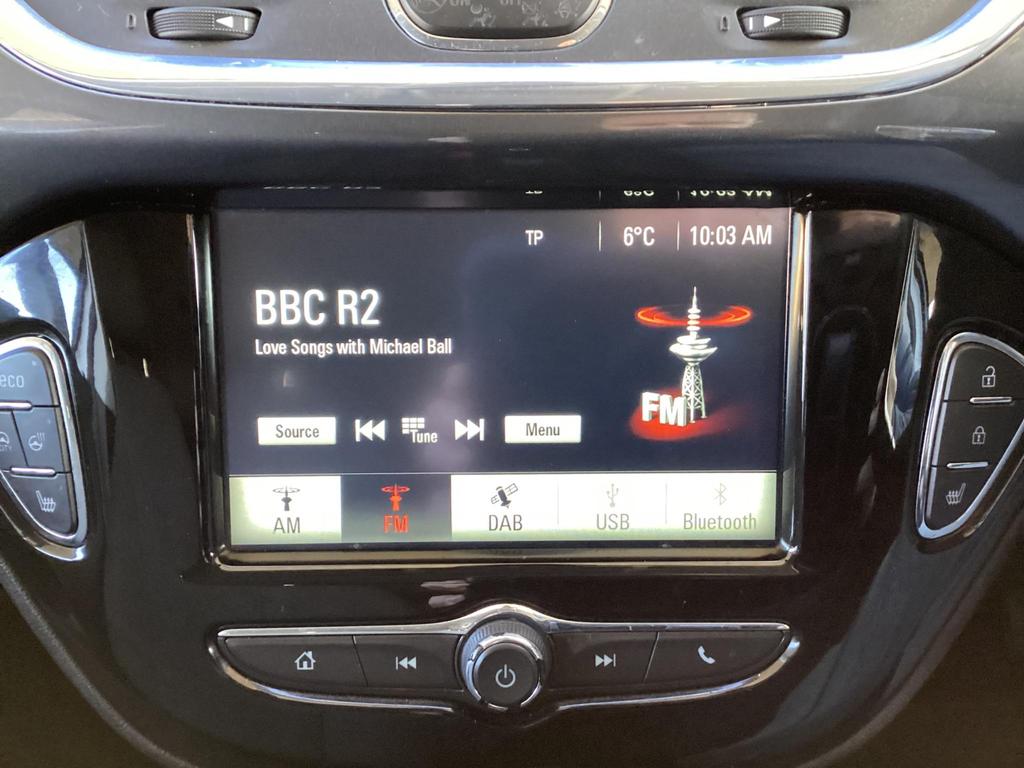 TP 6°C 10:03 AM
BBC R2
Love Songs with Michael Ball
FM
Source Tune Menu
AM FM DAB USB Bluetooth
eco